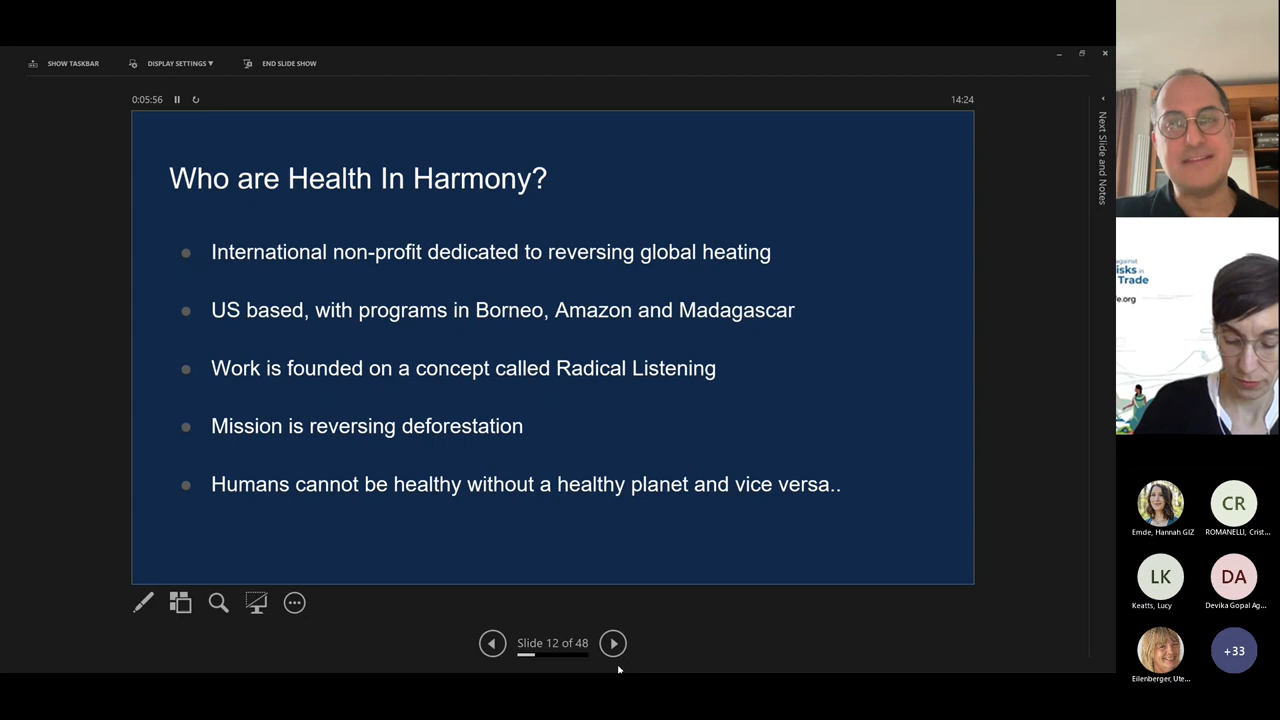 SHOW TASKBAR
DISPLAY SETTINGS ▼
END SLIDE SHOW
0:05:56
14:24
Who are Health In Harmony?
International non-profit dedicated to reversing global heating
US based, with programs in Borneo, Amazon and Madagascar
Work is founded on a concept called Radical Listening
Mission is reversing deforestation
Humans cannot be healthy without a healthy planet and vice versa..
Slide 12 of 48
Next Slide and Notes
against
isks in
Trade
e.org
Emde, Hannah GIZ
CR
ROMANELLI, Crist...
LK
Keatts, Lucy
DA
Devika Gopal Ag...
Eilenberger, Ute...
+33